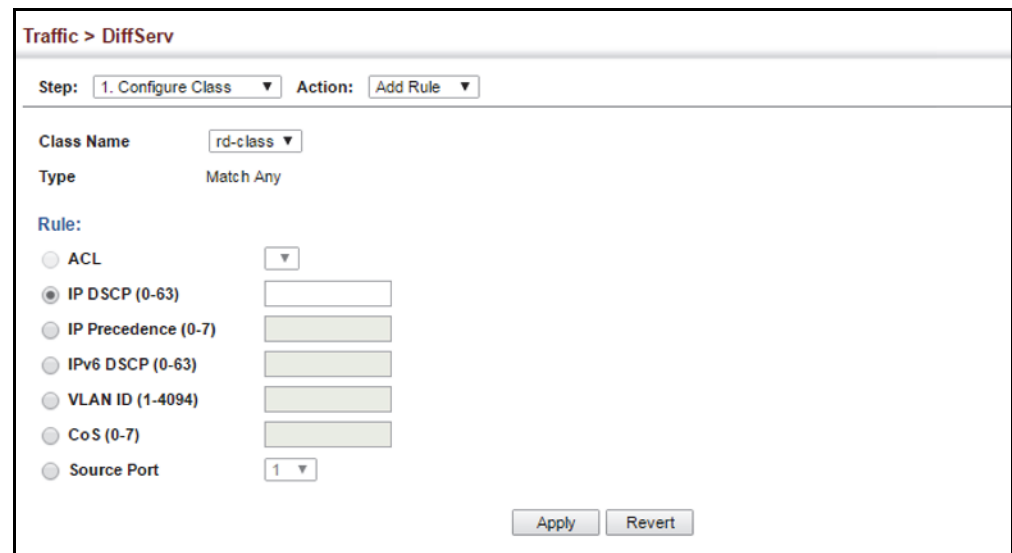 Traffic > DiffServ
Step: 1. Configure Class Action: Add Rule
Class Name rd-class
Type Match Any
Rule:
ACL
IP DSCP (0-63)
IP Precedence (0-7)
IPv6 DSCP (0-63)
VLAN ID (1-4094)
CoS (0-7)
Source Port 1
Apply Revert